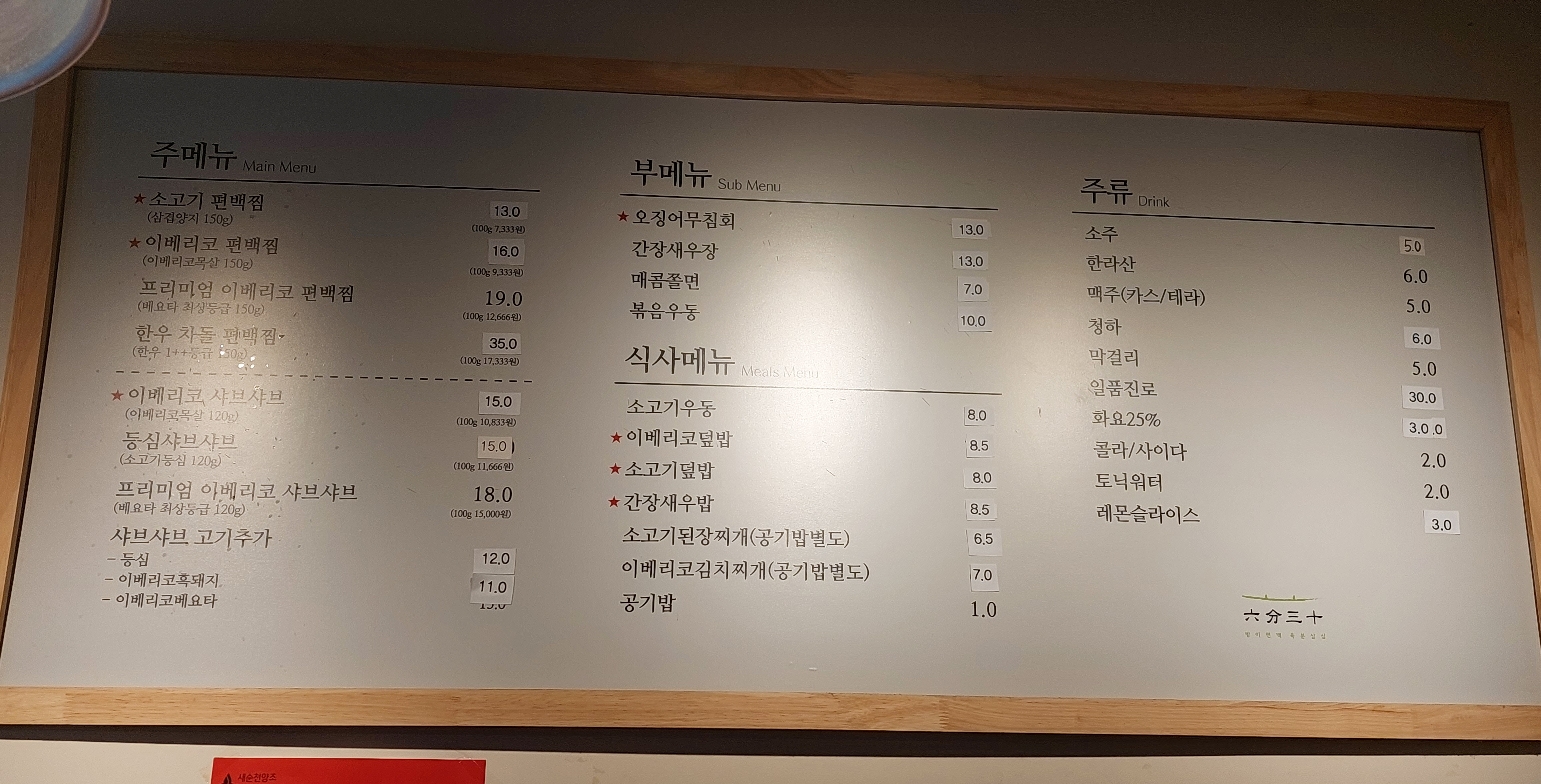 주메뉴 Main Menu
★소고기 편백찜 13.0
(삼겹양지 150g) (100g 7,333원)
★이베리코 편백찜 16.0
(이베리코목살 150g) (100g 9,333원)
프리미엄 이베리코 편백찜 19.0
(베요타 최상등급 150g) (100g 12,666원)
한우 차돌 편백찜 35.0
(한우 1++등급 150g) (100g 17,333원)
★이베리코 샤브샤브 15.0
(이베리코목살 120g) (100g 10,833원)
등심샤브샤브 15.0
(소고기등심 120g) (100g 11,666원)
프리미엄 이베리코 샤브샤브 18.0
(베요타 최상등급 120g) (100g 15,000원)
샤브샤브 고기추가
- 등심 12.0
- 이베리코흑돼지 11.0
- 이베리코베요타
부메뉴 Sub Menu
★오징어무침회 13.0
간장새우장 13.0
매콤쫄면 7.0
볶음우동 10.0
식사메뉴 Meals Menu
소고기우동 8.0
★이베리코덮밥 8.5
★소고기덮밥 8.0
★간장새우밥 8.5
소고기된장찌개(공기밥별도) 6.5
이베리코김치찌개(공기밥별도) 7.0
공기밥 1.0
주류 Drink
소주 5.0
한라산 6.0
맥주(카스/테라) 5.0
청하 6.0
막걸리 5.0
일품진로 30.0
화요25% 3.0.0
콜라/사이다 2.0
토닉워터 2.0
레몬슬라이스 3.0
六分三十
새순천양조